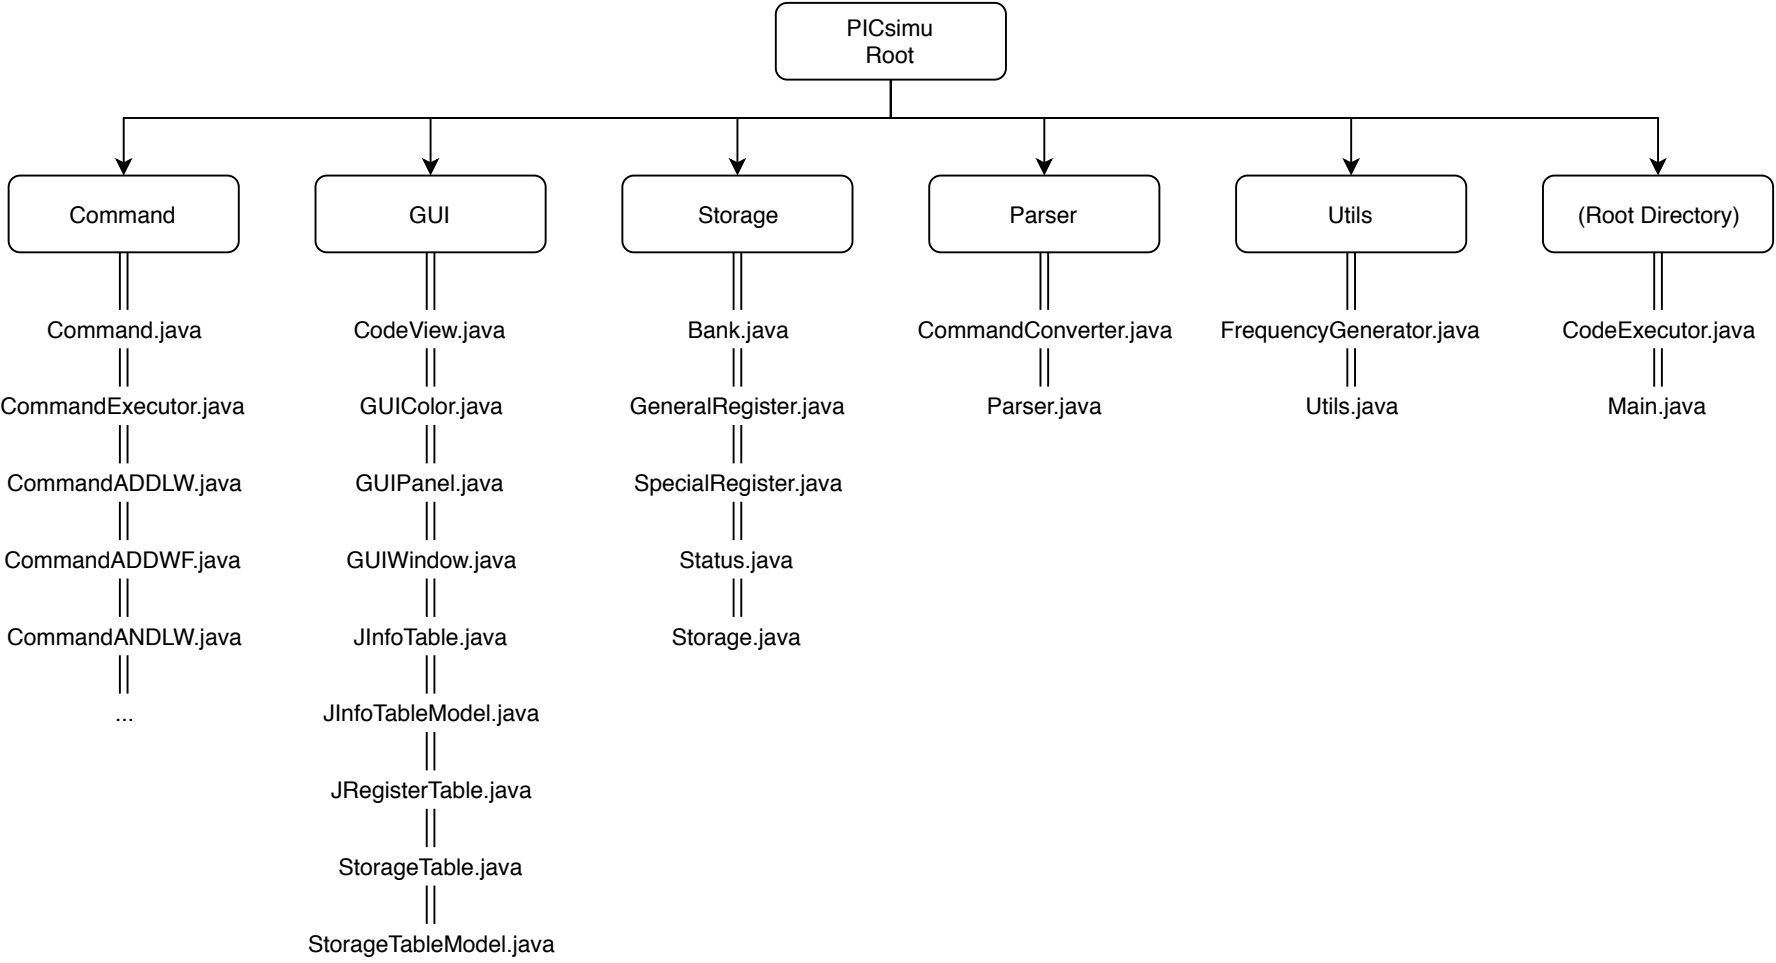 PICsimu
Root
Command
GUI
Storage
Parser
Utils
(Root Directory)
Command.java
CommandExecutor.java
CommandADDLW.java
CommandADDWF.java
CommandANDLW.java
...
CodeView.java
GUIColor.java
GUIPanel.java
GUIWindow.java
JInfoTable.java
JInfoTableModel.java
JRegisterTable.java
StorageTable.java
StorageTableModel.java
Bank.java
GeneralRegister.java
SpecialRegister.java
Status.java
Storage.java
CommandConverter.java
Parser.java
FrequencyGenerator.java
Utils.java
CodeExecutor.java
Main.java